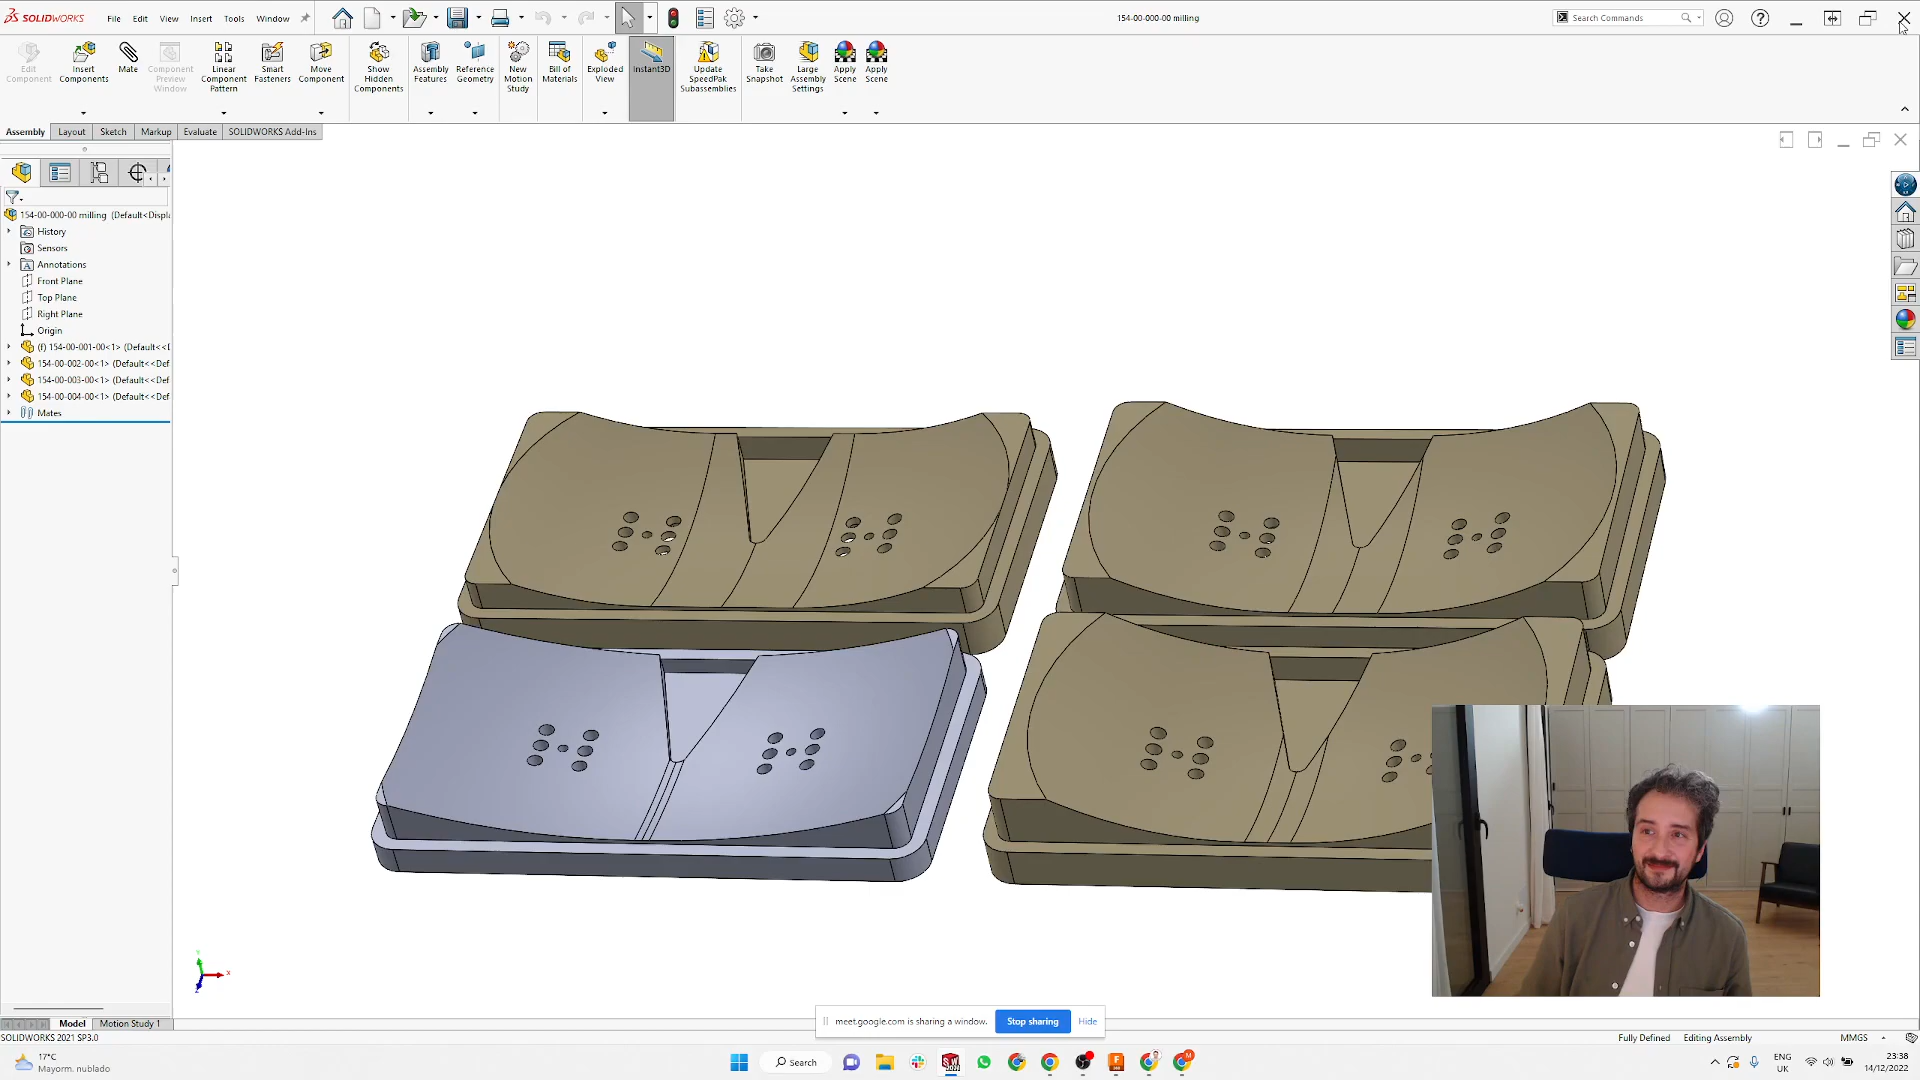 SOLIDWORKS File Edit View Insert Tools Window
154-00-000-00 milling
Search Commands
Edit Component
Insert Components
Mate
Component Preview Window
Linear Component Pattern
Smart Fasteners
Move Component
Show Hidden Components
Assembly Features
Reference Geometry
New Motion Study
Bill of Materials
Exploded View
Instant3D
Update SpeedPak Subassemblies
Take Snapshot
Large Assembly Settings
Apply Scene
Apply Scene
Assembly Layout Sketch Markup Evaluate SOLIDWORKS Add-Ins
154-00-000-00 milling (Default<Displ
History
Sensors
Annotations
Front Plane
Top Plane
Right Plane
Origin
(f) 154-00-001-00<1> (Default<<D
154-00-002-00<1> (Default<<Def
154-00-003-00<1> (Default<<Def
154-00-004-00<1> (Default<<Def
Mates
Model Motion Study 1
meet.google.com is sharing a window. Stop sharing Hide
SOLIDWORKS 2021 SP3.0
Fully Defined Editing Assembly MMGS
17°C
Mayorm. nublado
Search
ENG
UK
23:38
14/12/2022